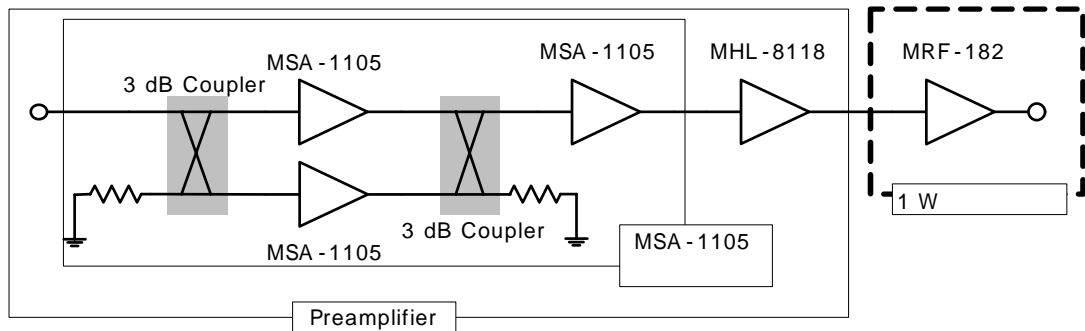 MSA-1105
MSA-1105
MHL-8118
MRF-182
3 dB Coupler
1 W
3 dB Coupler
MSA-1105
MSA-1105
Preamplifier